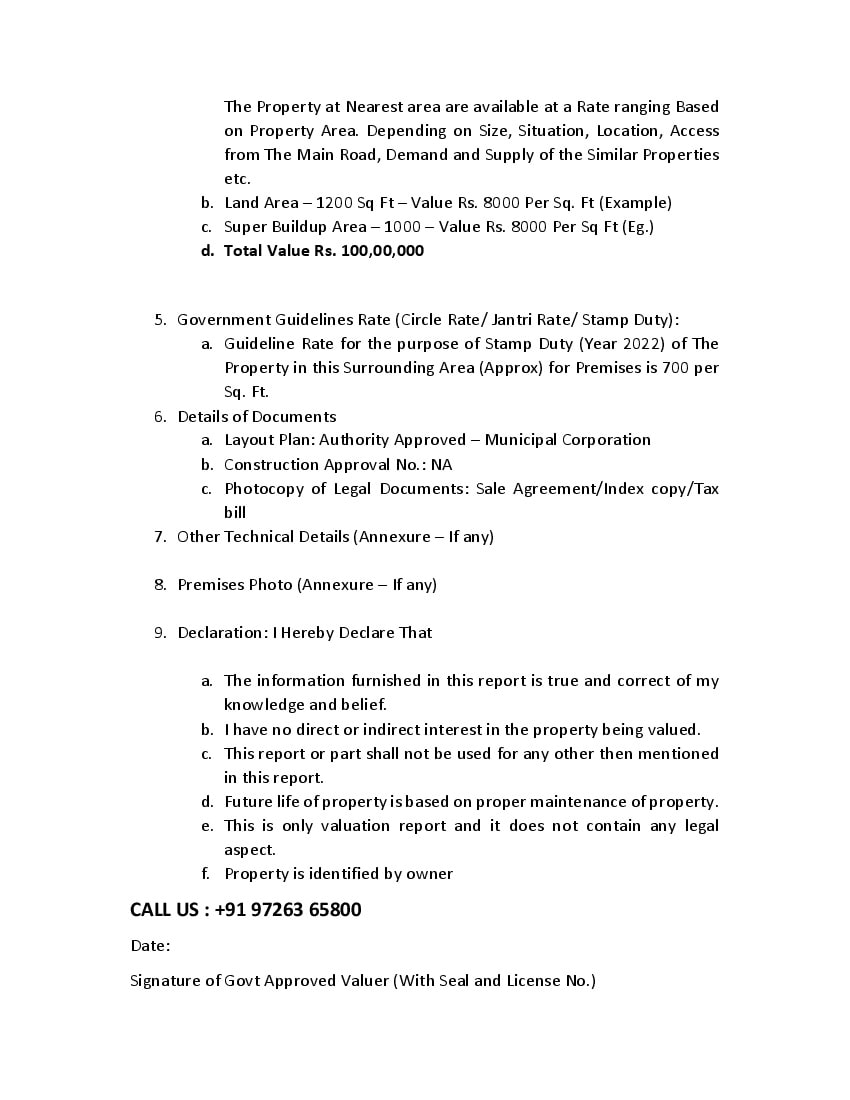 The Property at Nearest area are available at a Rate ranging Based
on Property Area. Depending on Size, Situation, Location, Access
from The Main Road, Demand and Supply of the Similar Properties
etc.
b. Land Area – 1200 Sq Ft – Value Rs. 8000 Per Sq. Ft (Example)
c. Super Buildup Area – 1000 – Value Rs. 8000 Per Sq Ft (Eg.)
d. Total Value Rs. 100,00,000
5. Government Guidelines Rate (Circle Rate/ Jantri Rate/ Stamp Duty):
a. Guideline Rate for the purpose of Stamp Duty (Year 2022) of The
Property in this Surrounding Area (Approx) for Premises is 700 per
Sq. Ft.
6. Details of Documents
a. Layout Plan: Authority Approved – Municipal Corporation
b. Construction Approval No.: NA
c. Photocopy of Legal Documents: Sale Agreement/Index copy/Tax
bill
7. Other Technical Details (Annexure – If any)
8. Premises Photo (Annexure – If any)
9. Declaration: I Hereby Declare That
a. The information furnished in this report is true and correct of my
knowledge and belief.
b. I have no direct or indirect interest in the property being valued.
c. This report or part shall not be used for any other then mentioned
in this report.
d. Future life of property is based on proper maintenance of property.
e. This is only valuation report and it does not contain any legal
aspect.
f. Property is identified by owner
CALL US : +91 97263 65800
Date:
Signature of Govt Approved Valuer (With Seal and License No.)